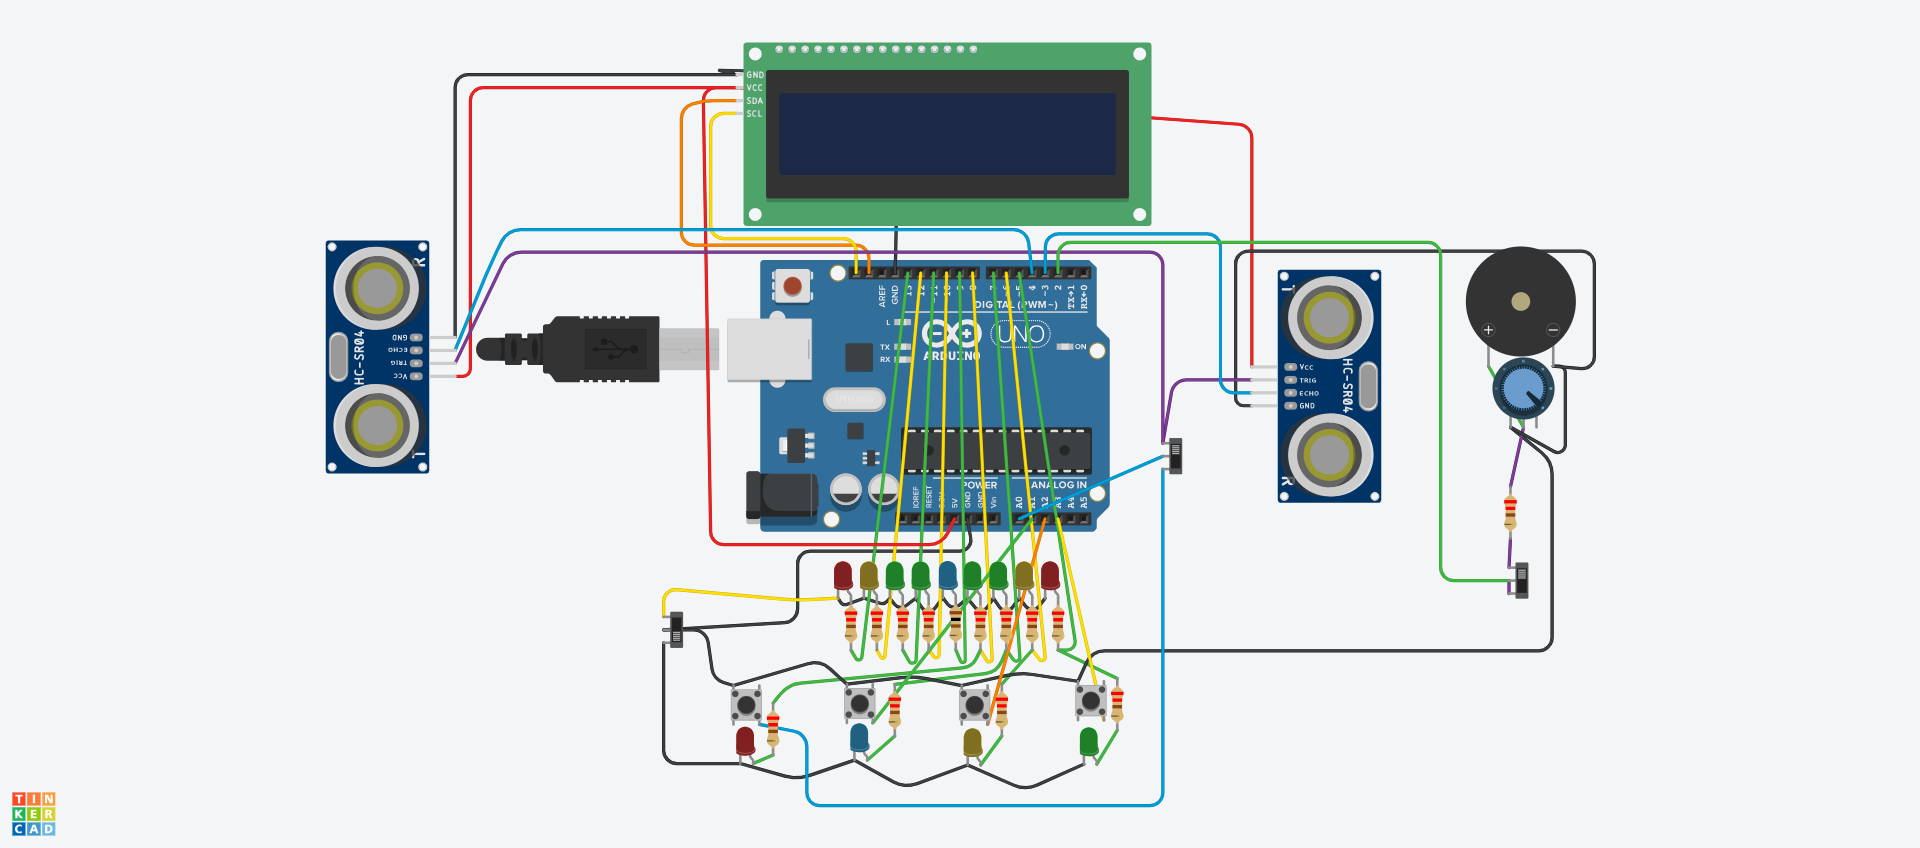 GND
VCC
SDA
SCL
R
GND
ECHO
TRIG
VCC
HC-SR04
T
AREF
GND
13
12
~11
~10
~9
8
7
~6
~5
4
~3
2
TX→1
RX←0
DIGITAL (PWM~)
L
TX
RX
ARDUINO
UNO
ON
POWER
ANALOG IN
IOREF
RESET
3.3V
5V
GND
GND
Vin
A0
A1
A2
A3
A4
A5
T
VCC
TRIG
ECHO
GND
HC-SR04
R
TIN
KER
CAD